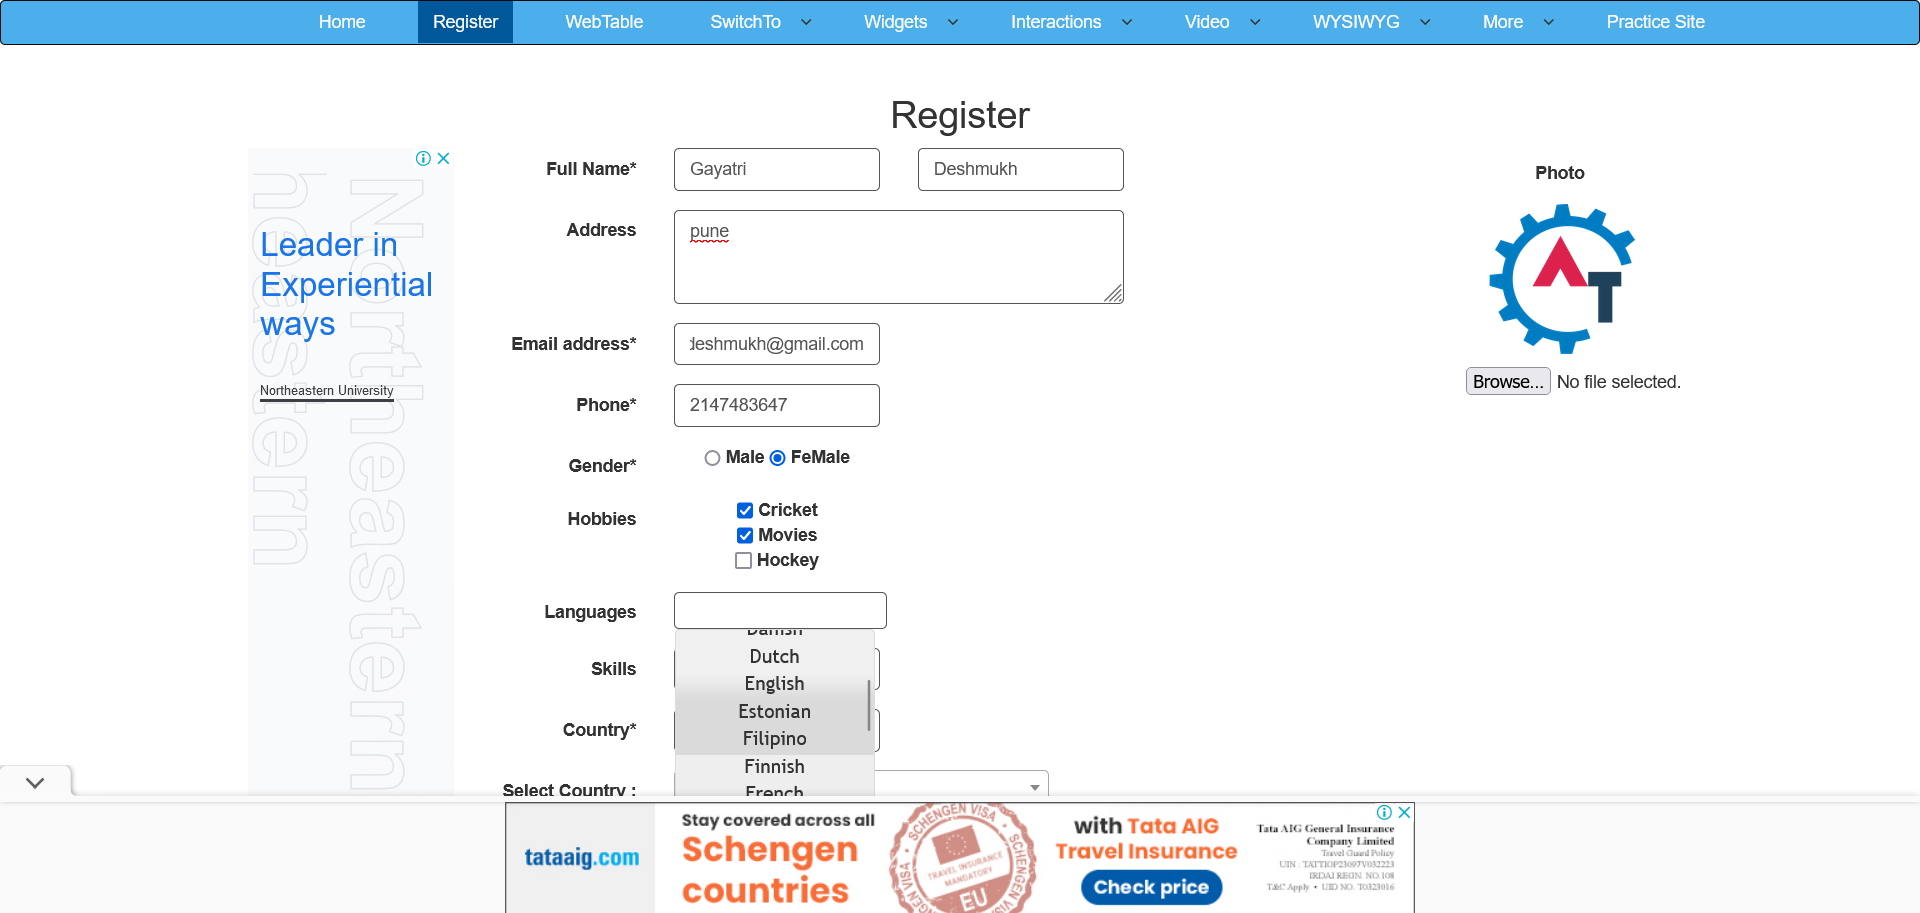 Home Register WebTable SwitchTo Widgets Interactions Video WYSIWYG More Practice Site
Register
Northeastern
Leader in
Experiential
ways
Northeastern University
Full Name* Gayatri Deshmukh
Address pune
Email address* deshmukh@gmail.com
Phone* 2147483647
Gender* Male FeMale
Hobbies Cricket
Movies
Hockey
Languages
Danish
Dutch
Skills
English
Estonian
Country*
Filipino
Finnish
Select Country :
French
Photo
AT
Browse... No file selected.
tataaig.com
Stay covered across all
Schengen
countries
SCHENGEN VISA
TRAVEL INSURANCE
MANDATORY
EU
with Tata AIG
Travel Insurance
Check price
Tata AIG General Insurance
Company Limited
Travel Guard Policy
UIN : TATTIOP23097V032223
IRDAI REGN. NO.108
T&C Apply • UID NO. T0323016